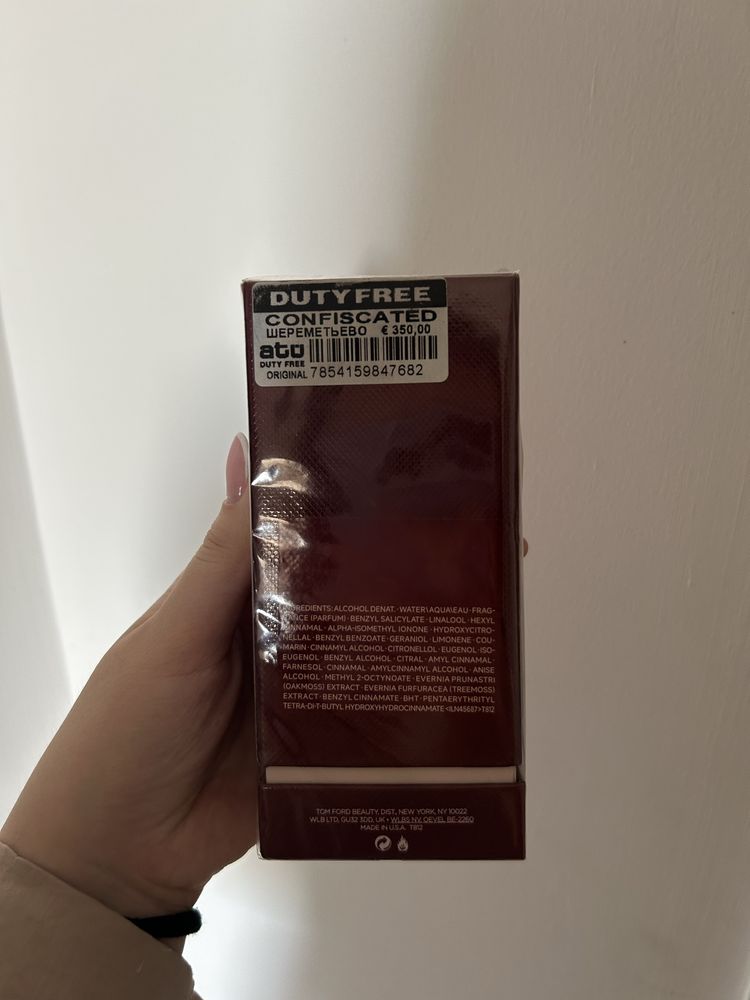 DUTYFREE
CONFISCATED
ШЕРЕМЕТЬЕВО € 350,00
ato
DUTY FREE
ORIGINAL 7854159847682
INGREDIENTS: ALCOHOL DENAT. · WATER\AQUA\EAU · FRAG-
RANCE (PARFUM) · BENZYL SALICYLATE · LINALOOL · HEXYL
CINNAMAL · ALPHA-ISOMETHYL IONONE · HYDROXYCITRO-
NELLAL · BENZYL BENZOATE · GERANIOL · LIMONENE · COU-
MARIN · CINNAMYL ALCOHOL · CITRONELLOL · EUGENOL · ISO-
EUGENOL · BENZYL ALCOHOL · CITRAL · AMYL CINNAMAL ·
FARNESOL · CINNAMAL · AMYLCINNAMYL ALCOHOL · ANISE
ALCOHOL · METHYL 2-OCTYNOATE · EVERNIA PRUNASTRI
(OAKMOSS) EXTRACT · EVERNIA FURFURACEA (TREEMOSS)
EXTRACT · BENZYL CINNAMATE · BHT · PENTAERYTHRITYL
TETRA-DI-T-BUTYL HYDROXYHYDROCINNAMATE <ILN45687> T812
TOM FORD BEAUTY, DIST., NEW YORK, NY 10022
WLB LTD, GU32 3DD, UK • WLBS NV, OEVEL BE-2260
MADE IN U.S.A. T812